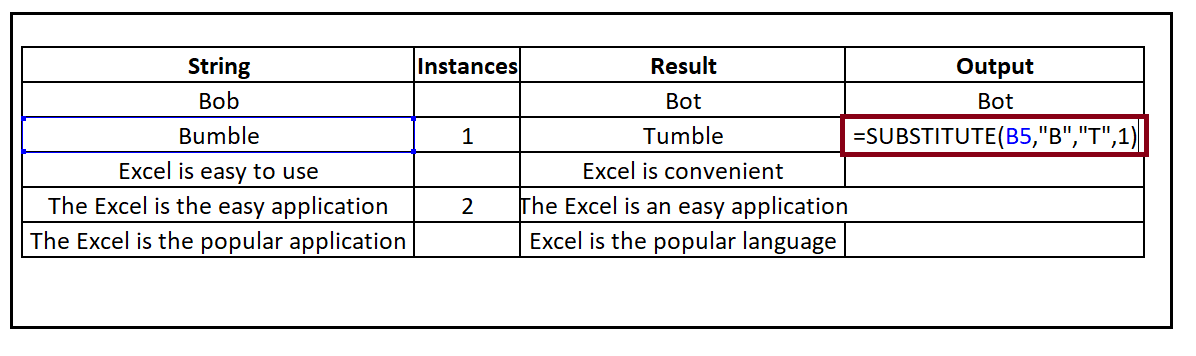 String Instances Result Output
Bob Bot Bot
Bumble 1 Tumble =SUBSTITUTE(B5,"B","T",1)
Excel is easy to use Excel is convenient
The Excel is the easy application 2 The Excel is an easy application
The Excel is the popular application Excel is the popular language